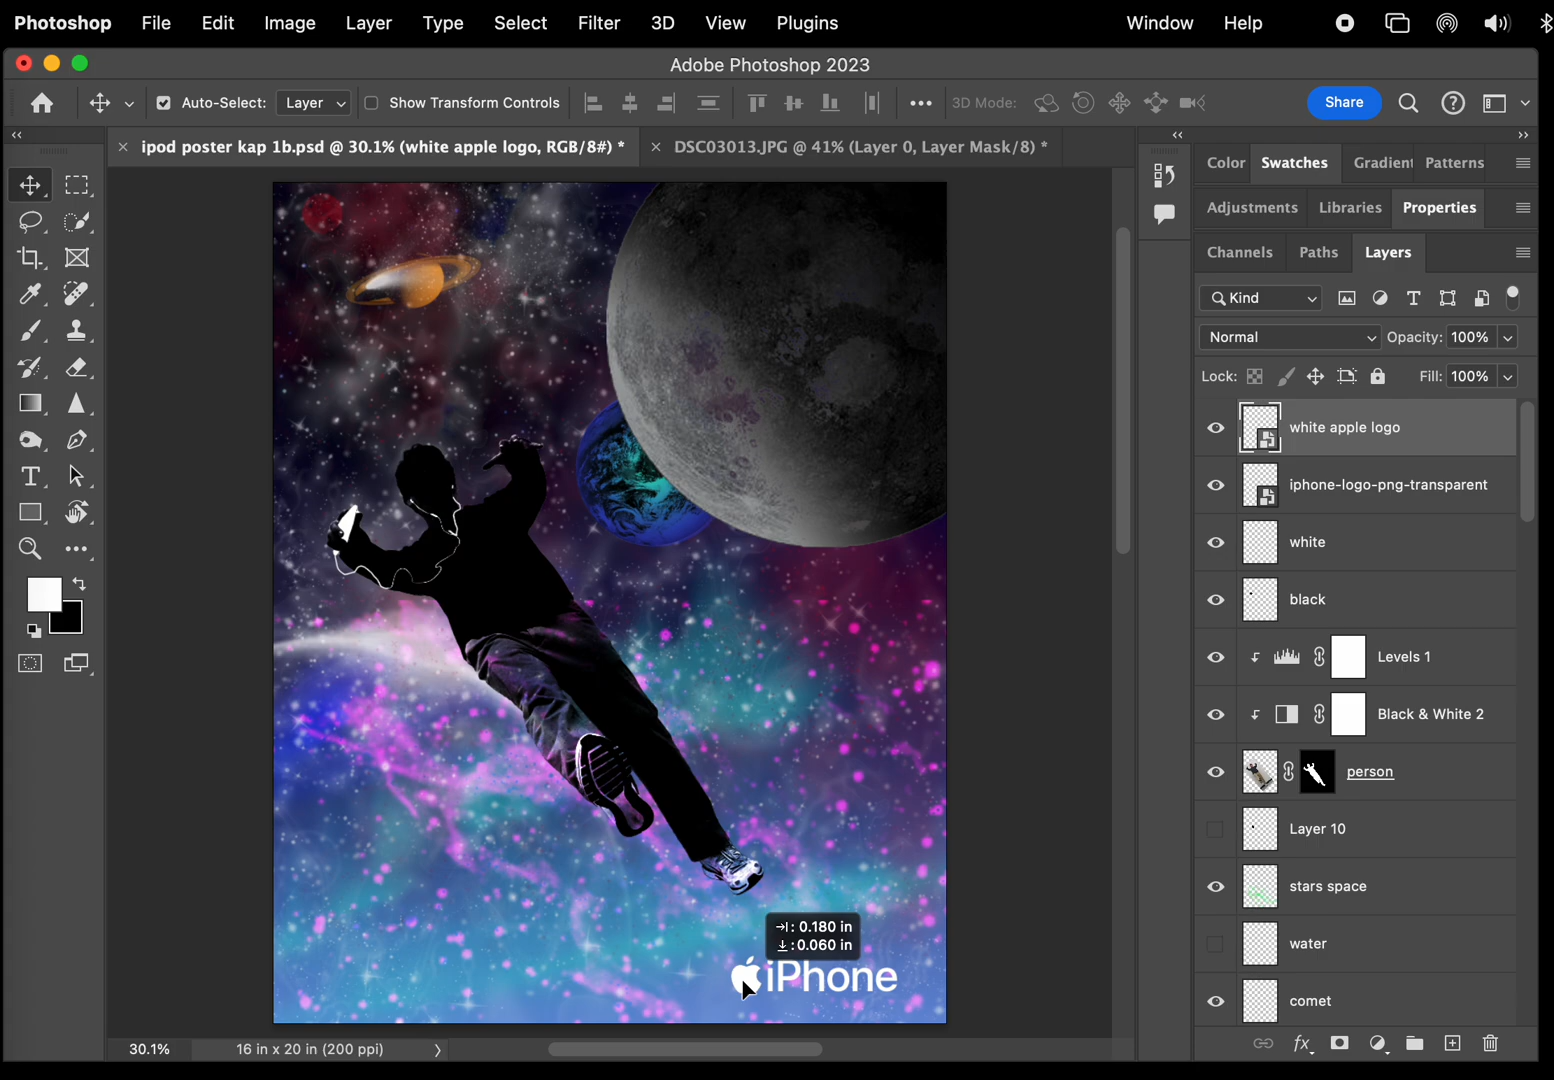 Photoshop File Edit Image Layer Type Select Filter 3D View Plugins Window Help
Adobe Photoshop 2023
Auto-Select: Layer Show Transform Controls 3D Mode: Share
ipod poster kap 1b.psd @ 30.1% (white apple logo, RGB/8#) * DSC03013.JPG @ 41% (Layer 0, Layer Mask/8) *
Color Swatches Gradient Patterns
Adjustments Libraries Properties
Channels Paths Layers
Kind
Normal Opacity: 100%
Lock: Fill: 100%
white apple logo
iphone-logo-png-transparent
white
black
Levels 1
Black & White 2
person
Layer 10
stars space
water
comet
fx
: 0.180 in
: 0.060 in
iPhone
30.1% 16 in x 20 in (200 ppi)